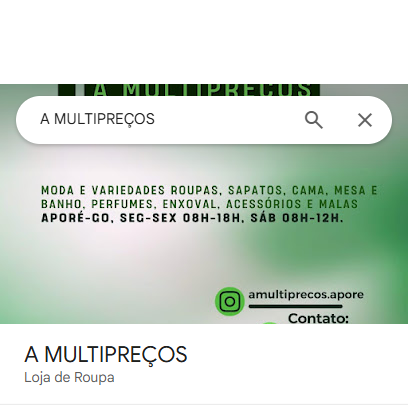 A MULTIPREÇOS
A MULTIPREÇOS
MODA E VARIEDADES ROUPAS, SAPATOS, CAMA, MESA E
BANHO, PERFUMES, ENXOVAL, ACESSÓRIOS E MALAS
APORÉ-GO, SEG-SEX 08H-18H, SÁB 08H-12H.
amultiprecos.apore
Contato:
A MULTIPREÇOS
Loja de Roupa